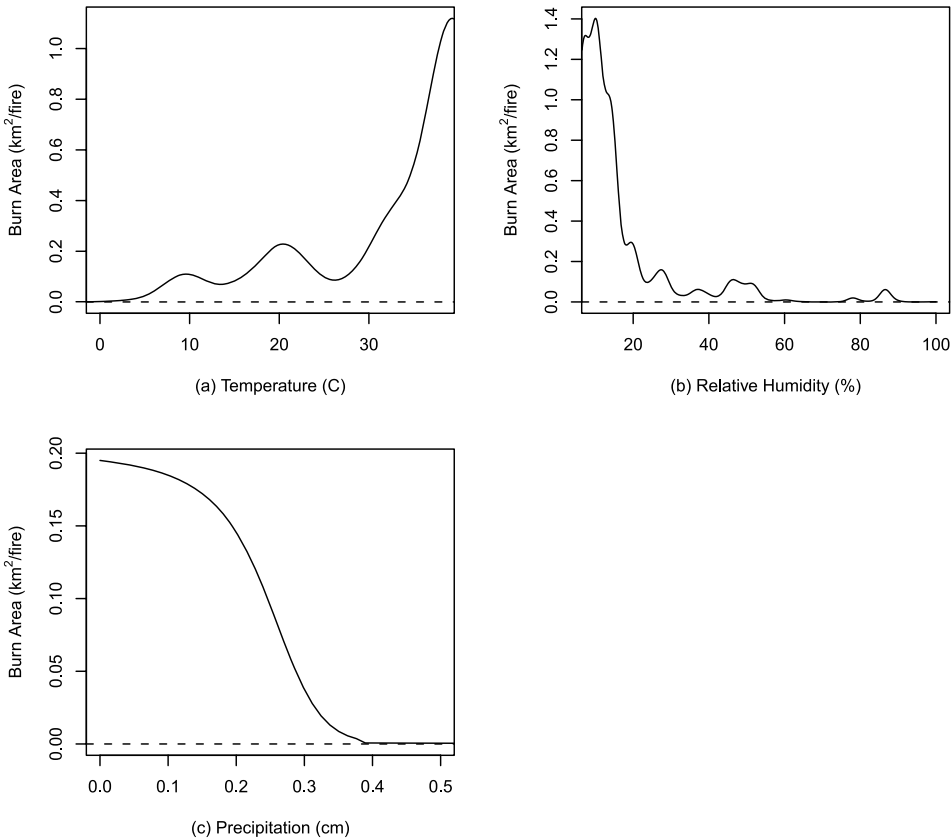 Burn Area (km²/fire)
1.0
0.8
0.6
0.4
0.2
0.0
0 10 20 30
(a) Temperature (C)
Burn Area (km²/fire)
1.4
1.2
1.0
0.8
0.6
0.4
0.2
0.0
20 40 60 80 100
(b) Relative Humidity (%)
Burn Area (km²/fire)
0.20
0.15
0.10
0.05
0.00
0.0 0.1 0.2 0.3 0.4 0.5
(c) Precipitation (cm)